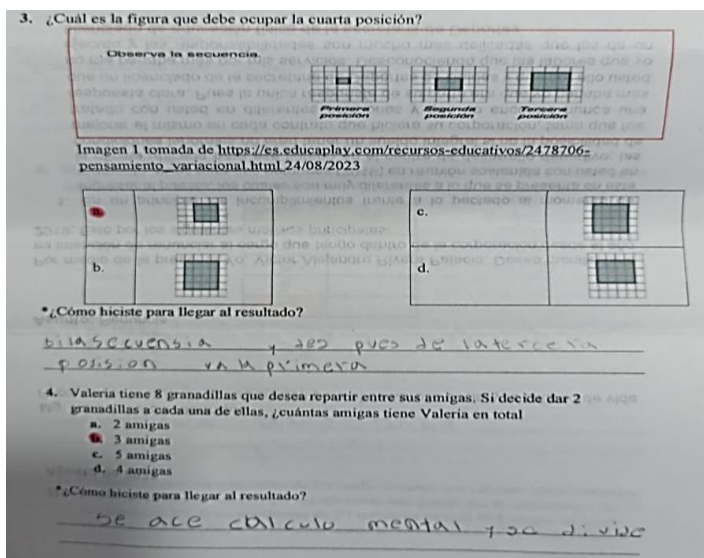 3. ¿Cuál es la figura que debe ocupar la cuarta posición?
Observa la secuencia.
Primera posición
Segunda posición
Tercera posición
Imagen 1 tomada de https://es.educaplay.com/recursos-educativos/2478706-
pensamiento_variacional.html 24/08/2023
a.
c.
b.
d.
*¿Cómo hiciste para llegar al resultado?
bi la secuensia y des pues de la tercera
posision va la primera
4. Valeria tiene 8 granadillas que desea repartir entre sus amigas. Si decide dar 2
granadillas a cada una de ellas, ¿cuántas amigas tiene Valeria en total
a. 2 amigas
b. 3 amigas
c. 5 amigas
d. 4 amigas
*¿Cómo hiciste para llegar al resultado?
se ace calculo mental y se divide